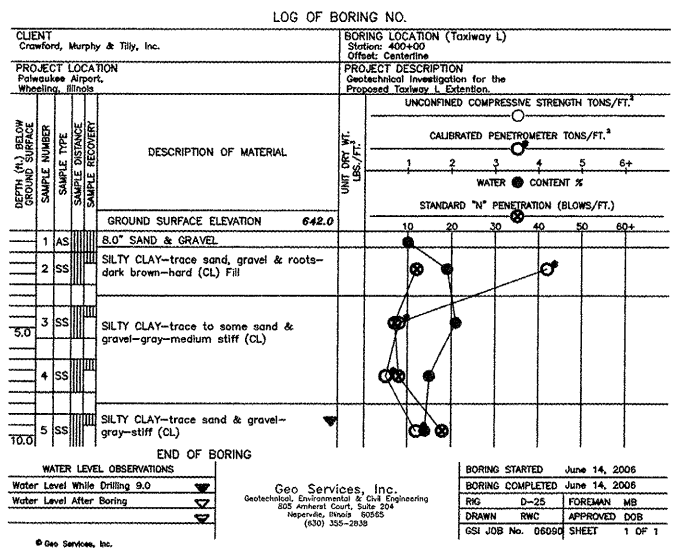 LOG OF BORING NO.
CLIENT
Crawford, Murphy & Tilly, Inc.
BORING LOCATION (Taxiway L)
Station: 400+00
Offset: Centerline
PROJECT LOCATION
Palwaukee Airport,
Wheeling, Illinois
PROJECT DESCRIPTION
Geotechnical Investigation for the
Proposed Taxiway L Extention.
DEPTH (ft.) BELOW
GROUND SURFACE
SAMPLE NUMBER
SAMPLE TYPE
SAMPLE DISTANCE
SAMPLE RECOVERY
DESCRIPTION OF MATERIAL
GROUND SURFACE ELEVATION 642.0
UNIT DRY WT.
LBS./FT.³
UNCONFINED COMPRESSIVE STRENGTH TONS/FT.²
CALIBRATED PENETROMETER TONS/FT.²
*
1 2 3 4 5 6+
WATER CONTENT %
STANDARD "N" PENETRATION (BLOWS/FT.)
10 20 30 40 50 60+
1 AS 8.0" SAND & GRAVEL
2 SS SILTY CLAY-trace sand, gravel & roots-
dark brown-hard (CL) Fill
*
5.0 3 SS SILTY CLAY-trace to some sand &
gravel-gray-medium stiff (CL)
*
4 SS
*
10.0 5 SS SILTY CLAY-trace sand & gravel-
gray-stiff (CL)
*
END OF BORING
WATER LEVEL OBSERVATIONS
Water Level While Drilling 9.0
Water Level After Boring
Geo Services, Inc.
Geotechnical, Environmental & Civil Engineering
805 Amherst Court, Suite 204
Naperville, Illinois 60565
(630) 355-2838
BORING STARTED June 14, 2006
BORING COMPLETED June 14, 2006
RIG D-25 FOREMAN MB
DRAWN RWC APPROVED DOB
GSI JOB No. 06090 SHEET 1 OF 1
© Geo Services, Inc.